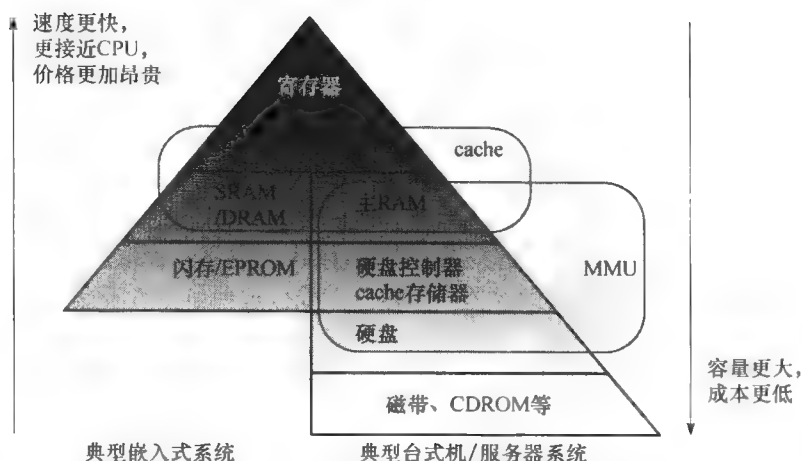 速度更快，
更接近CPU，
价格更加昂贵
寄存器
cache
SRAM
/DRAM
主RAM
闪存/EPROM
硬盘控制器
cache存储器
MMU
硬盘
容量更大，
成本更低
磁带、CDROM等
典型嵌入式系统
典型台式机/服务器系统